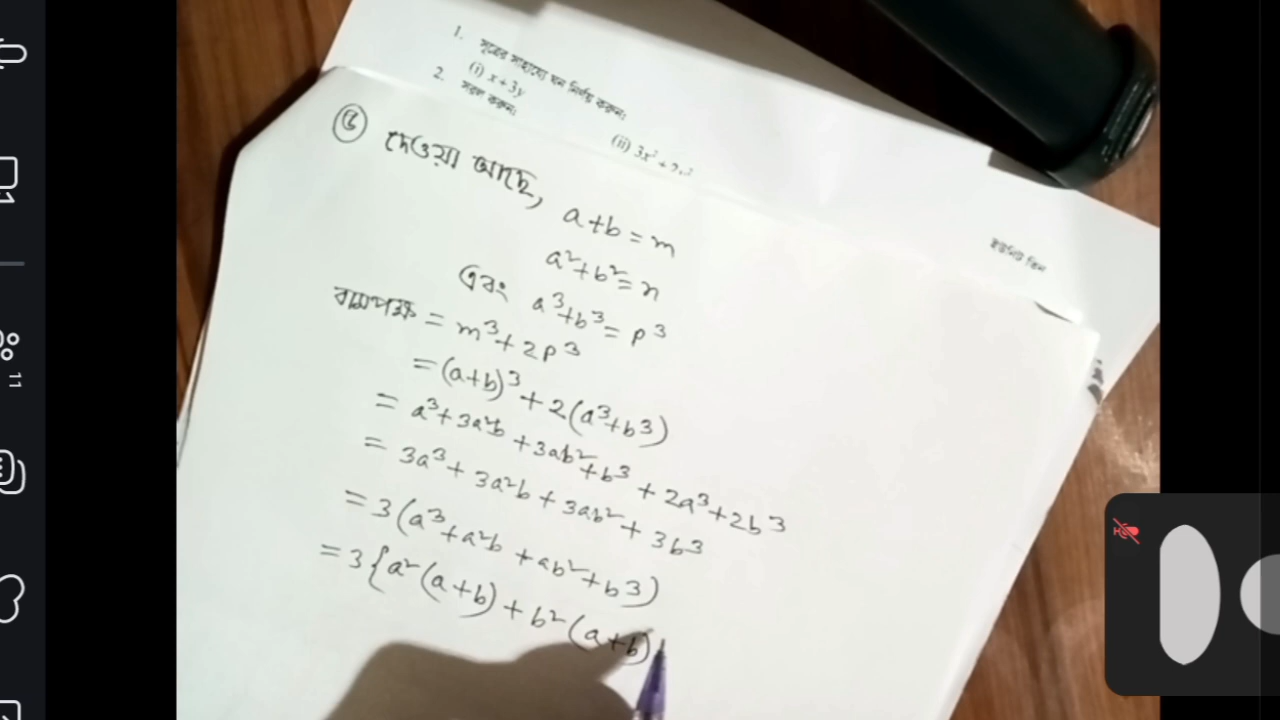 1. সূত্রের সাহায্যে ঘন নির্ণয় করুন।
(i) x + 3y (ii) 3x² +
2. সরল করুন।
ইউনিট তিন
দেওয়া আছে, a+b = m
a²+b² = n
এবং a³+b³ = p³
বামপক্ষ = m³ + 2p³
= (a+b)³ + 2(a³+b³)
= a³+3a²b +3ab²+b³ + 2a³+2b³
= 3a³ + 3a²b + 3ab² + 3b³
= 3(a³+a²b +ab²+b3)
= 3{a²(a+b) + b²(a+b)
11